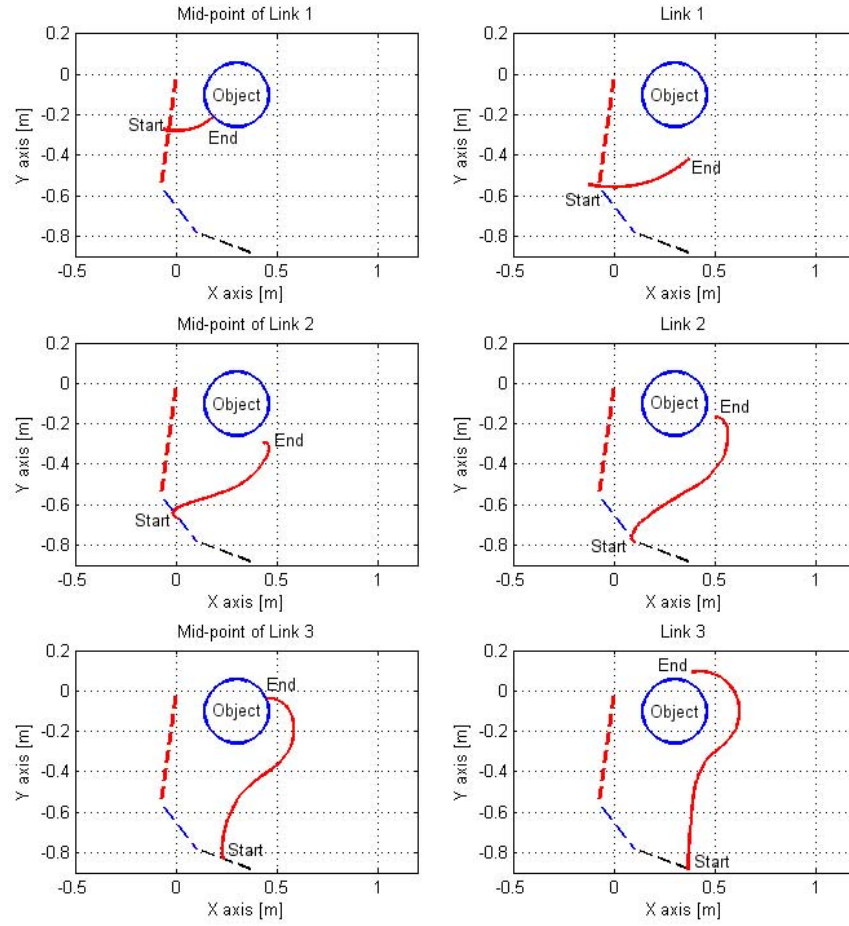 Mid-point of Link 1
0.2
0
-0.2
-0.4
-0.6
-0.8
Y axis [m]
Object
Start
End
-0.5
0
0.5
1
X axis [m]
Link 1
0.2
0
-0.2
-0.4
-0.6
-0.8
Y axis [m]
Object
End
Start
-0.5
0
0.5
1
X axis [m]
Mid-point of Link 2
0.2
0
-0.2
-0.4
-0.6
-0.8
Y axis [m]
Object
End
Start
-0.5
0
0.5
1
X axis [m]
Link 2
0.2
0
-0.2
-0.4
-0.6
-0.8
Y axis [m]
Object
End
Start
-0.5
0
0.5
1
X axis [m]
Mid-point of Link 3
0.2
0
-0.2
-0.4
-0.6
-0.8
Y axis [m]
End
Object
Start
-0.5
0
0.5
1
X axis [m]
Link 3
0.2
0
-0.2
-0.4
-0.6
-0.8
Y axis [m]
End
Object
Start
-0.5
0
0.5
1
X axis [m]